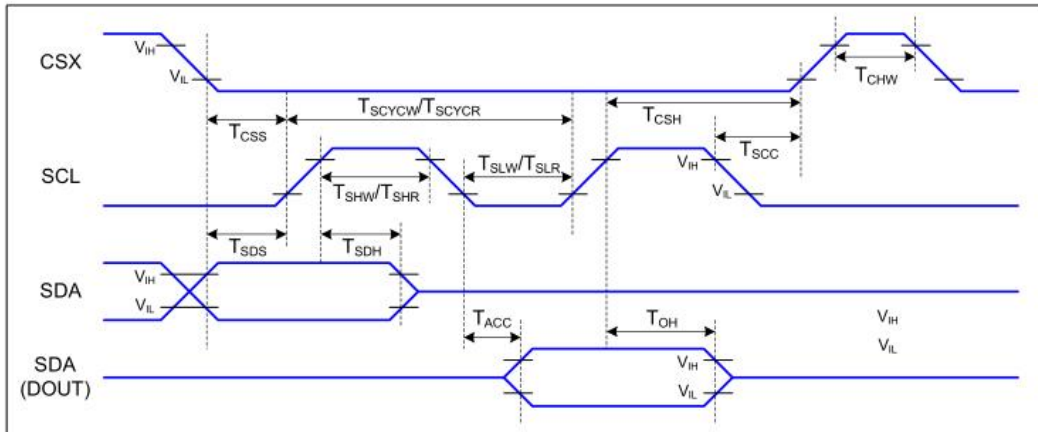 CSX
V_IH
V_IL
T_CHW
T_CSS
T_SCYCW/T_SCYCR
T_CSH
T_SCC
SCL
T_SHW/T_SHR
T_SLW/T_SLR
V_IH
V_IL
T_SDS
T_SDH
SDA
V_IH
V_IL
T_ACC
T_OH
V_IH
V_IL
SDA
(DOUT)
V_IH
V_IL